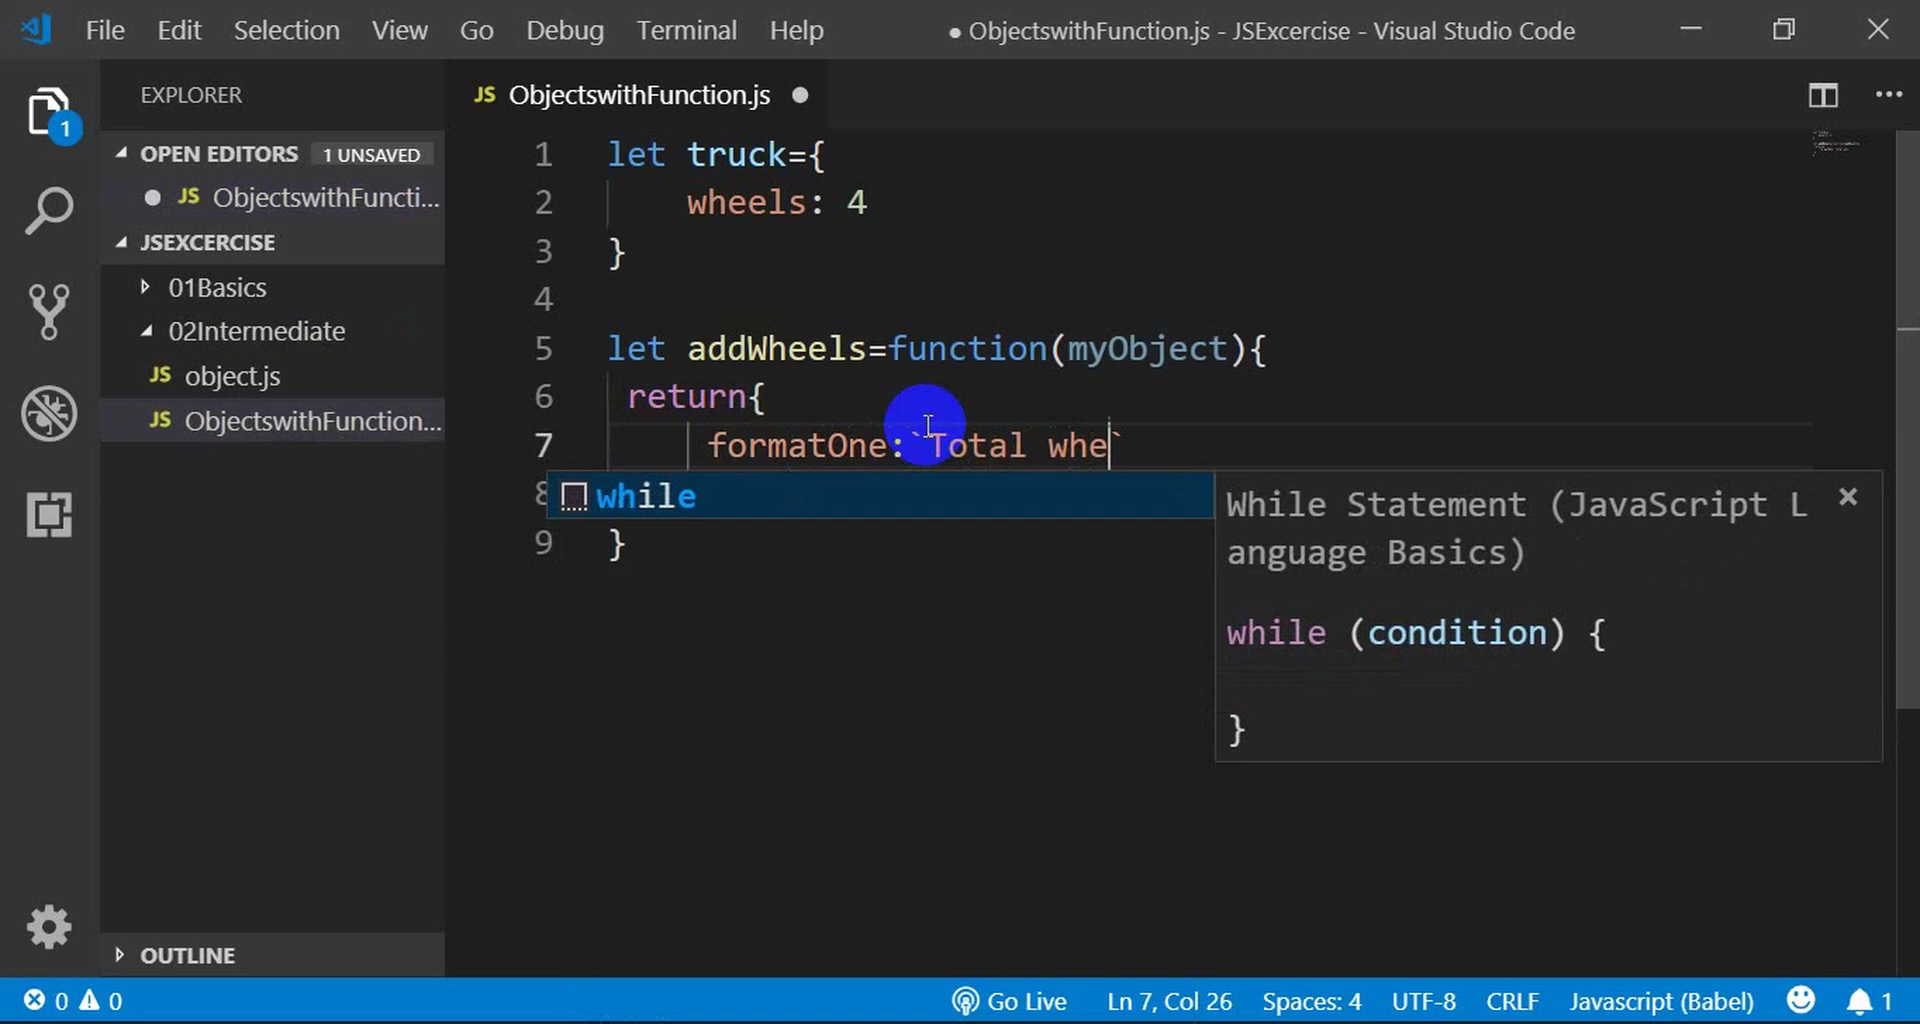 File Edit Selection View Go Debug Terminal Help ● ObjectswithFunction.js - JSExcercise - Visual Studio Code
EXPLORER
JS ObjectswithFunction.js
1
OPEN EDITORS 1 UNSAVED
JS ObjectswithFuncti...
JSEXCERCISE
01Basics
02Intermediate
JS object.js
JS ObjectswithFunction...
OUTLINE
1 let truck={
2 wheels: 4
3 }
4
5 let addWheels=function(myObject){
6 return{
7 formatOne:`Total whe`
8
while
9 }
While Statement (JavaScript L
anguage Basics)
while (condition) {
}
0 0 Go Live Ln 7, Col 26 Spaces: 4 UTF-8 CRLF Javascript (Babel) 1